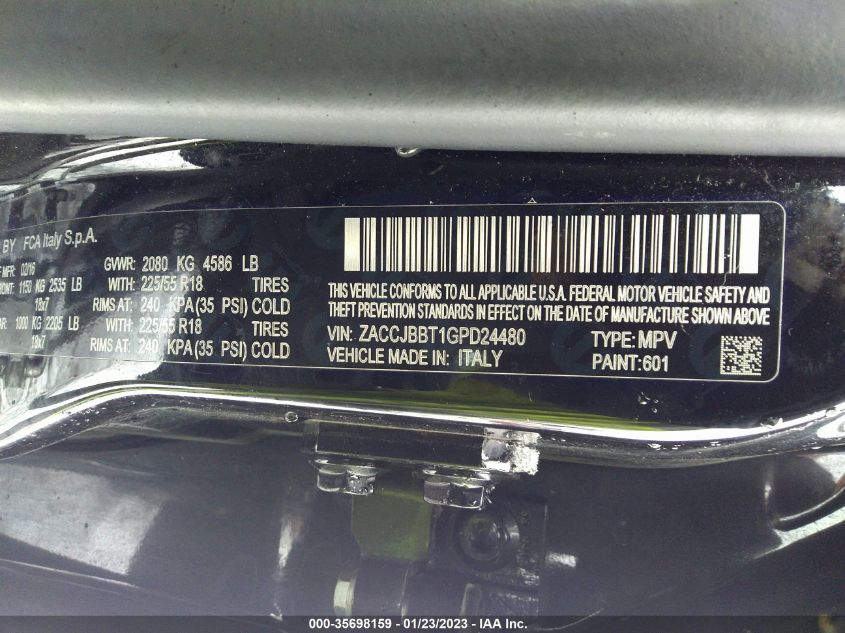 BY FCA Italy S.p.A.
MFR: 02/16
GVWR: 2080 KG 4586 LB
1150 KG 2535 LB WITH: 225/55 R18 TIRES
18x7 RIMS AT: 240 KPA(35 PSI) COLD
1000 KG 2205 LB WITH: 225/55 R18 TIRES
18x7 RIMS AT: 240 KPA(35 PSI) COLD
THIS VEHICLE CONFORMS TO ALL APPLICABLE U.S.A. FEDERAL MOTOR VEHICLE SAFETY AND
THEFT PREVENTION STANDARDS IN EFFECT ON THE DATE OF MANUFACTURE SHOWN ABOVE
VIN: ZACCJBBT1GPD24480 TYPE: MPV
VEHICLE MADE IN: ITALY PAINT:601
000-35698159 - 01/23/2023 - IAA Inc.